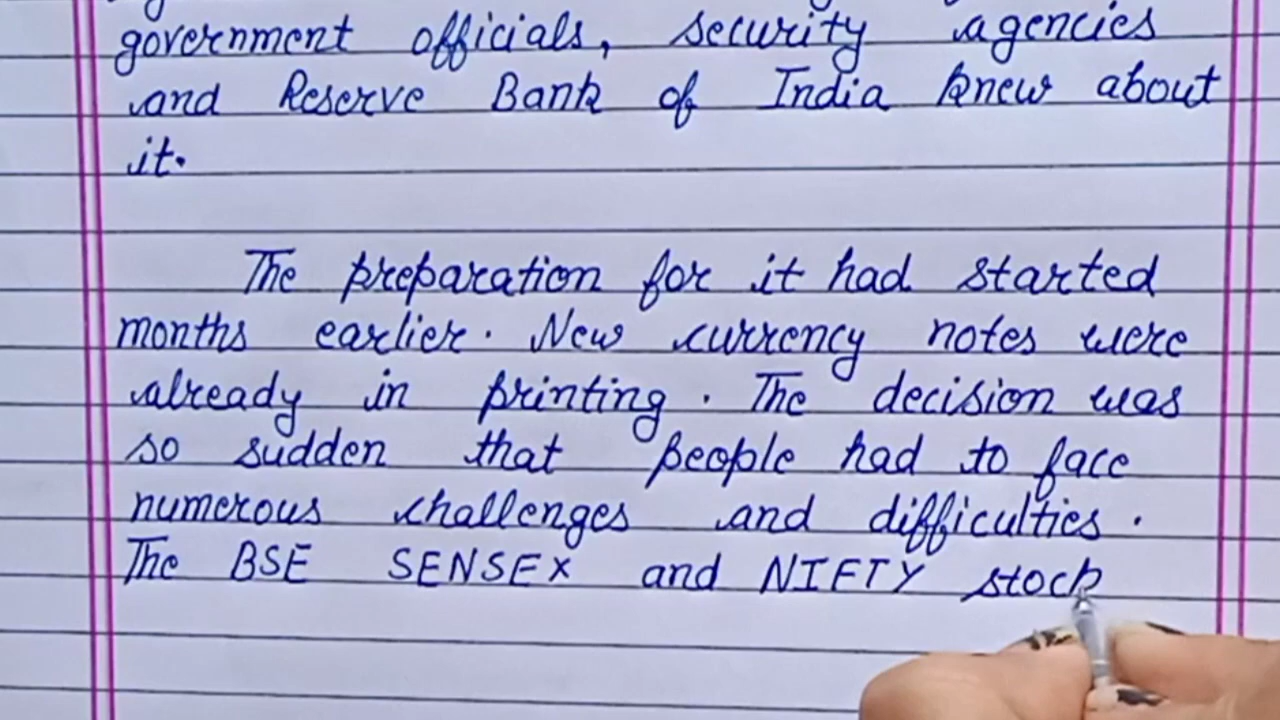 government officials, security agencies
and Reserve Bank of India knew about
it.
The preparation for it had started
months earlier. New currency notes were
already in printing. The decision was
so sudden that people had to face
numerous challenges and difficulties.
The BSE SENSEX and NIFTY stock